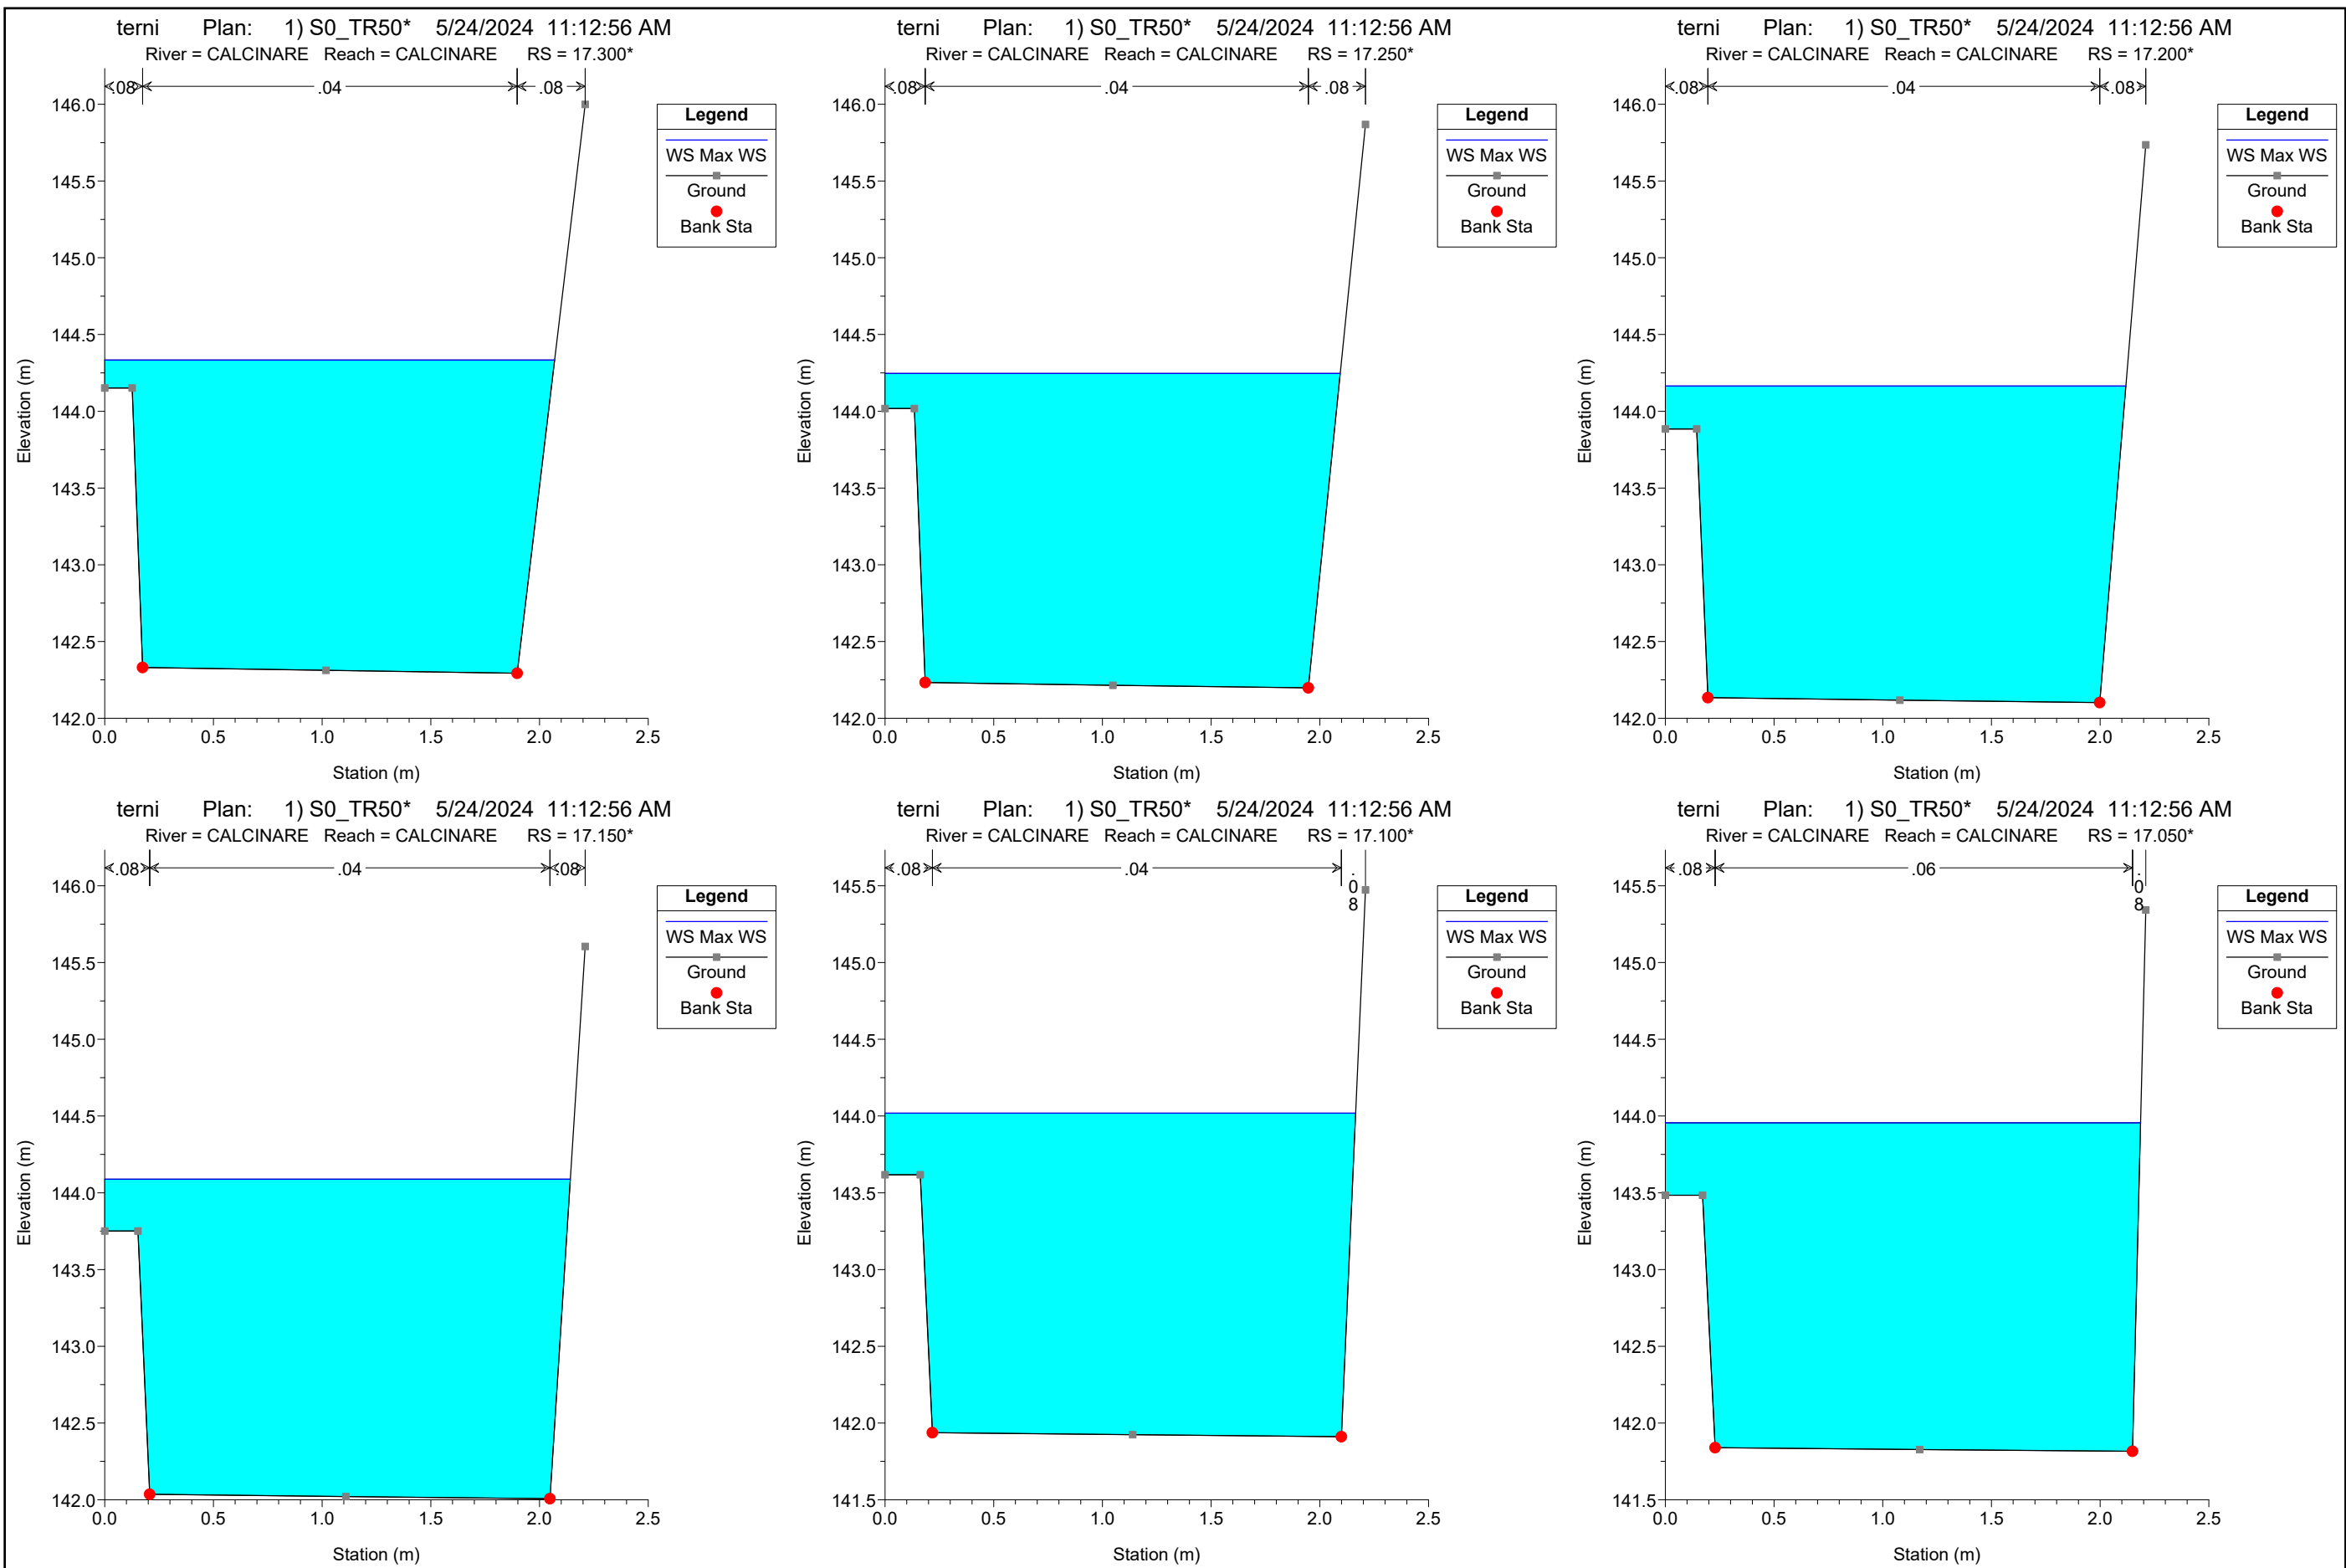 terni Plan: 1) S0_TR50* 5/24/2024 11:12:56 AM
River = CALCINARE Reach = CALCINARE RS = 17.300*
.08 .04 .08
Legend
WS Max WS
Ground
Bank Sta
146.0
145.5
145.0
144.5
144.0
143.5
143.0
142.5
142.0
Elevation (m)
0.0 0.5 1.0 1.5 2.0 2.5
Station (m)
terni Plan: 1) S0_TR50* 5/24/2024 11:12:56 AM
River = CALCINARE Reach = CALCINARE RS = 17.250*
.08 .04 .08
Legend
WS Max WS
Ground
Bank Sta
146.0
145.5
145.0
144.5
144.0
143.5
143.0
142.5
142.0
Elevation (m)
0.0 0.5 1.0 1.5 2.0 2.5
Station (m)
terni Plan: 1) S0_TR50* 5/24/2024 11:12:56 AM
River = CALCINARE Reach = CALCINARE RS = 17.200*
.08 .04 .08
Legend
WS Max WS
Ground
Bank Sta
146.0
145.5
145.0
144.5
144.0
143.5
143.0
142.5
142.0
Elevation (m)
0.0 0.5 1.0 1.5 2.0 2.5
Station (m)
terni Plan: 1) S0_TR50* 5/24/2024 11:12:56 AM
River = CALCINARE Reach = CALCINARE RS = 17.150*
.08 .04 .08
Legend
WS Max WS
Ground
Bank Sta
146.0
145.5
145.0
144.5
144.0
143.5
143.0
142.5
142.0
Elevation (m)
0.0 0.5 1.0 1.5 2.0 2.5
Station (m)
terni Plan: 1) S0_TR50* 5/24/2024 11:12:56 AM
River = CALCINARE Reach = CALCINARE RS = 17.100*
.08 .04 .08
Legend
WS Max WS
Ground
Bank Sta
145.5
145.0
144.5
144.0
143.5
143.0
142.5
142.0
141.5
Elevation (m)
0.0 0.5 1.0 1.5 2.0 2.5
Station (m)
terni Plan: 1) S0_TR50* 5/24/2024 11:12:56 AM
River = CALCINARE Reach = CALCINARE RS = 17.050*
.08 .06 .08
Legend
WS Max WS
Ground
Bank Sta
145.5
145.0
144.5
144.0
143.5
143.0
142.5
142.0
141.5
Elevation (m)
0.0 0.5 1.0 1.5 2.0 2.5
Station (m)